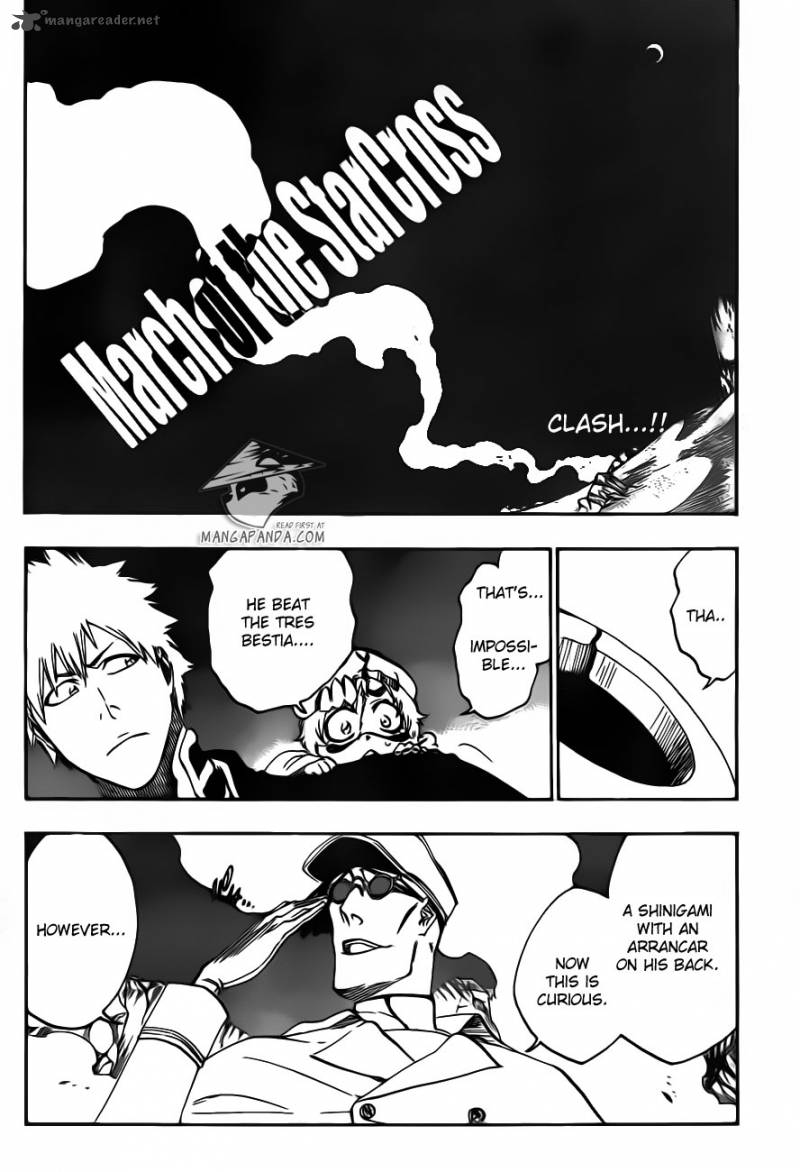 mangareader.net
March of the StarCross
CLASH...!!
READ FIRST AT
MANGAPANDA.COM
THA..
THAT'S...
IMPOSSI-
BLE...
HE BEAT
THE TRES
BESTIA....
A SHINIGAMI
WITH AN
ARRANCAR
ON HIS BACK.
NOW
THIS IS
CURIOUS.
HOWEVER...